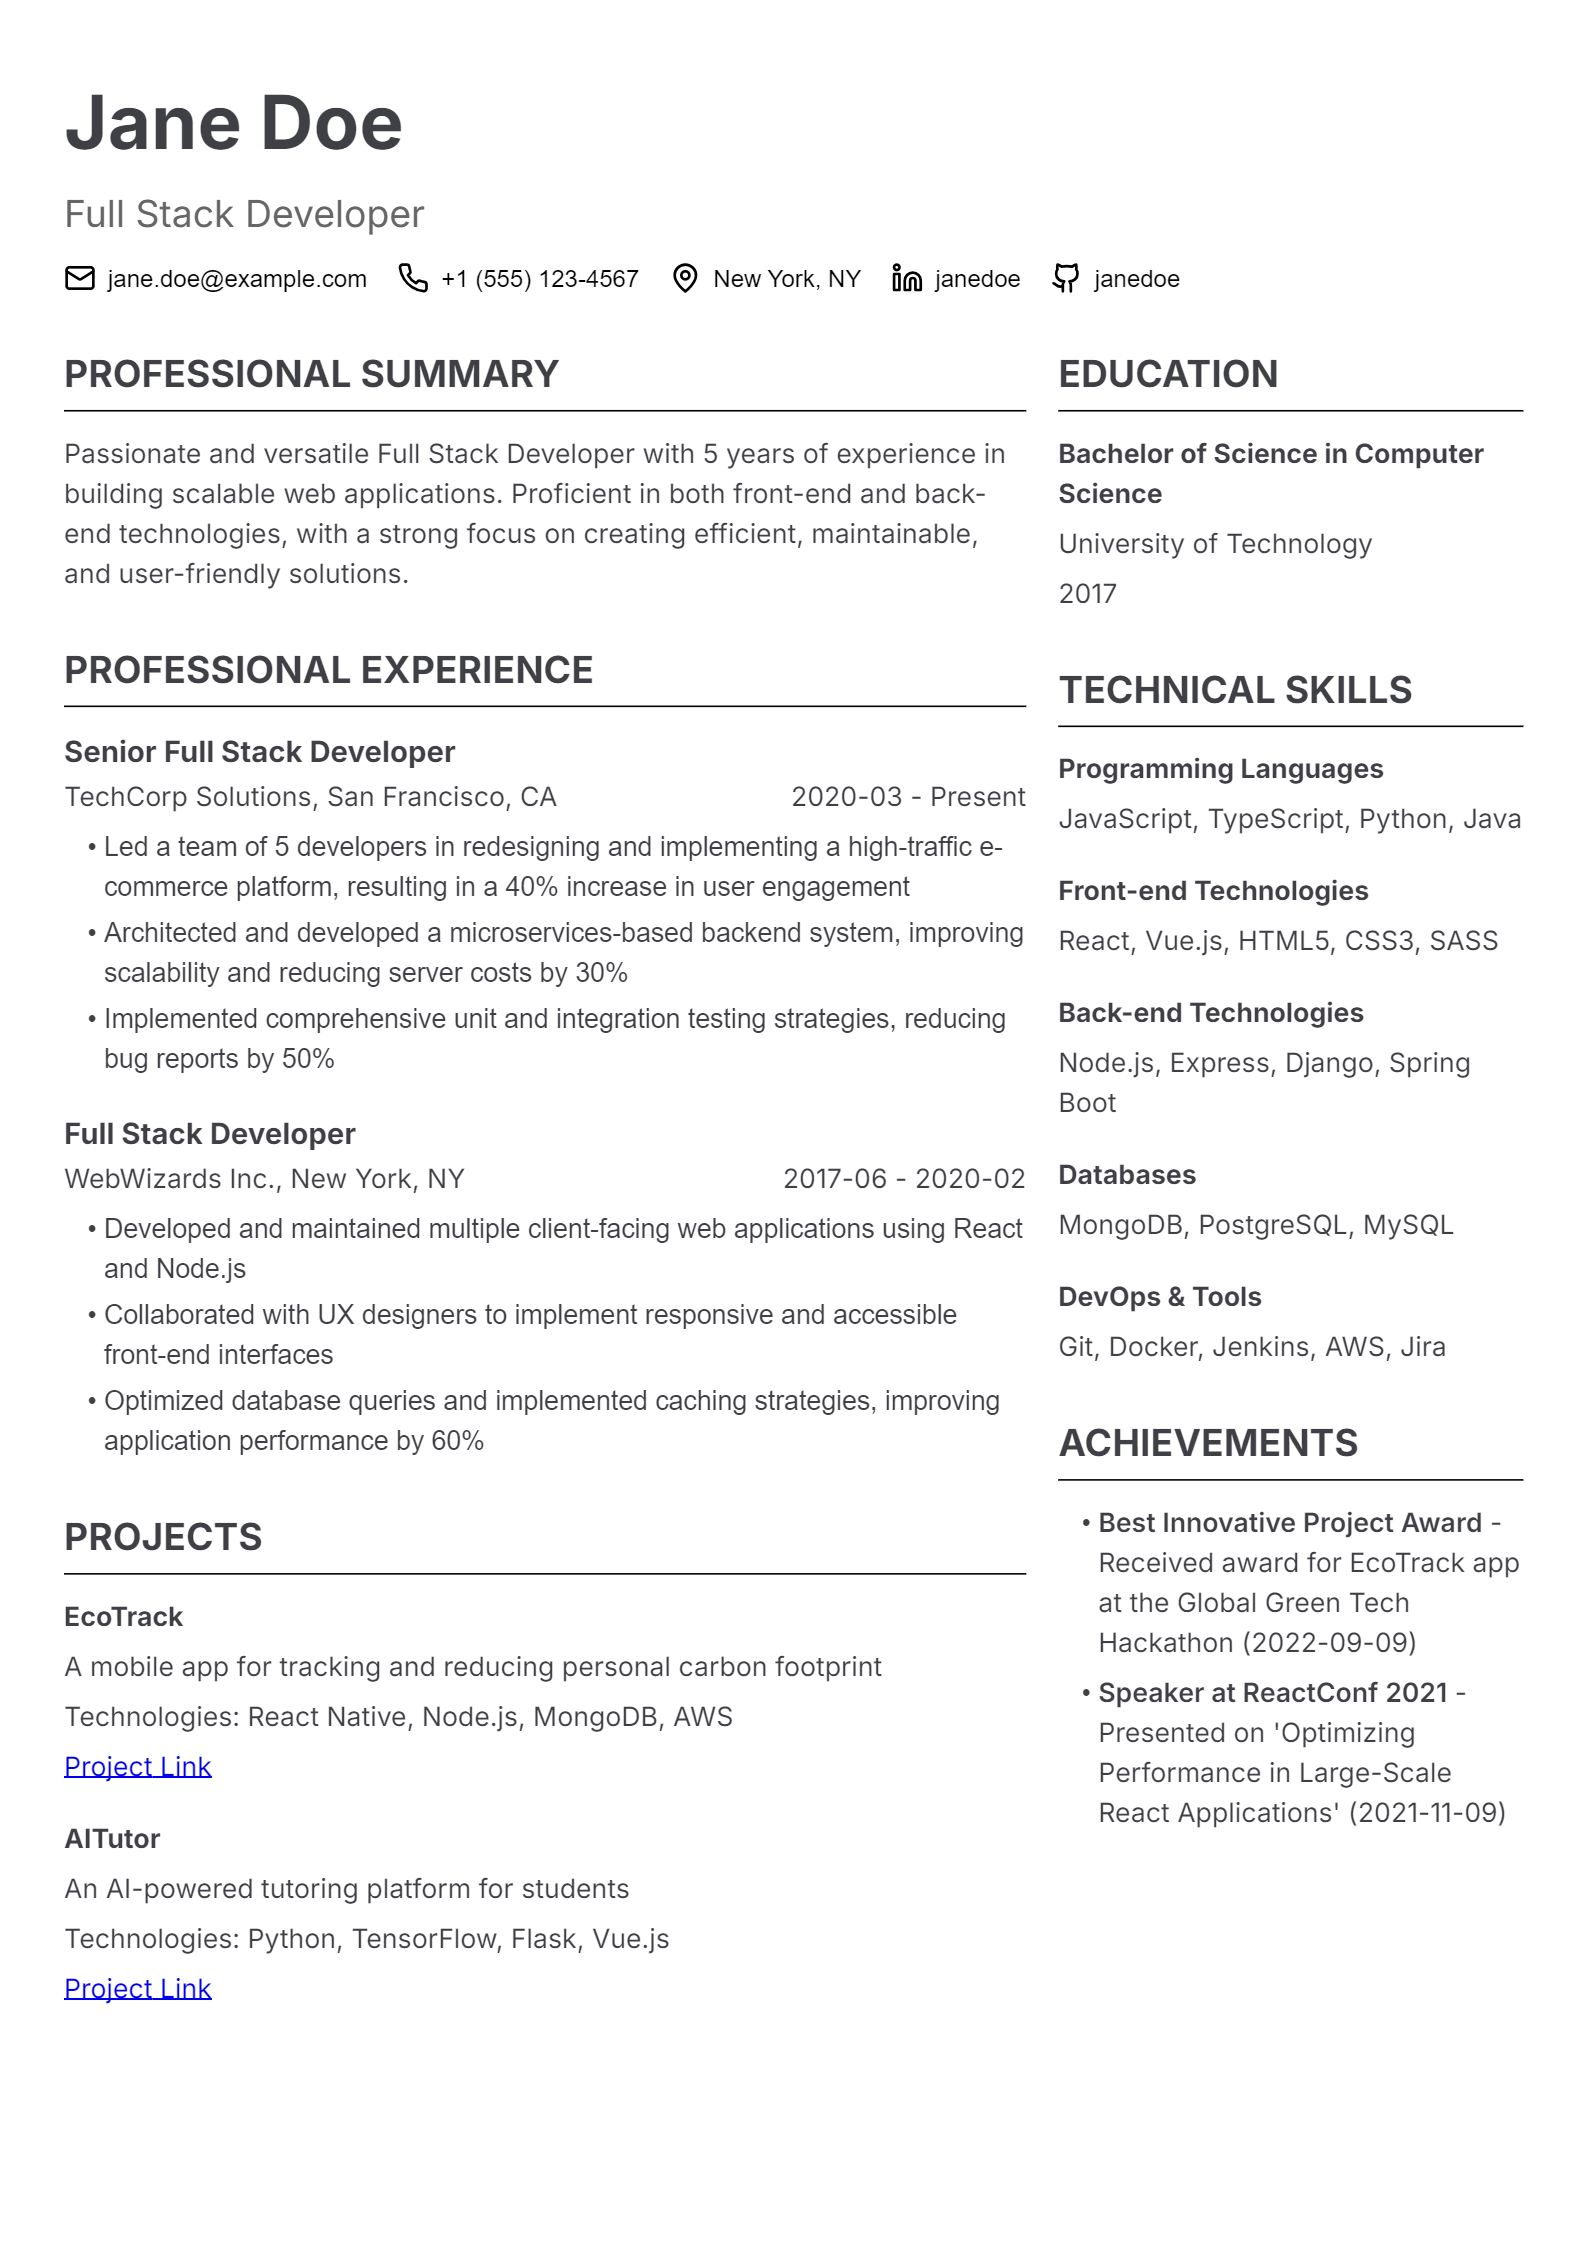 Jane Doe
Full Stack Developer
jane.doe@example.com +1 (555) 123-4567 New York, NY janedoe janedoe
PROFESSIONAL SUMMARY
Passionate and versatile Full Stack Developer with 5 years of experience in
building scalable web applications. Proficient in both front-end and back-
end technologies, with a strong focus on creating efficient, maintainable,
and user-friendly solutions.
PROFESSIONAL EXPERIENCE
Senior Full Stack Developer
TechCorp Solutions, San Francisco, CA 2020-03 - Present
• Led a team of 5 developers in redesigning and implementing a high-traffic e-
commerce platform, resulting in a 40% increase in user engagement
• Architected and developed a microservices-based backend system, improving
scalability and reducing server costs by 30%
• Implemented comprehensive unit and integration testing strategies, reducing
bug reports by 50%
Full Stack Developer
WebWizards Inc., New York, NY 2017-06 - 2020-02
• Developed and maintained multiple client-facing web applications using React
and Node.js
• Collaborated with UX designers to implement responsive and accessible
front-end interfaces
• Optimized database queries and implemented caching strategies, improving
application performance by 60%
PROJECTS
EcoTrack
A mobile app for tracking and reducing personal carbon footprint
Technologies: React Native, Node.js, MongoDB, AWS
Project Link
AITutor
An AI-powered tutoring platform for students
Technologies: Python, TensorFlow, Flask, Vue.js
Project Link
EDUCATION
Bachelor of Science in Computer
Science
University of Technology
2017
TECHNICAL SKILLS
Programming Languages
JavaScript, TypeScript, Python, Java
Front-end Technologies
React, Vue.js, HTML5, CSS3, SASS
Back-end Technologies
Node.js, Express, Django, Spring
Boot
Databases
MongoDB, PostgreSQL, MySQL
DevOps & Tools
Git, Docker, Jenkins, AWS, Jira
ACHIEVEMENTS
• Best Innovative Project Award -
Received award for EcoTrack app
at the Global Green Tech
Hackathon (2022-09-09)
• Speaker at ReactConf 2021 -
Presented on 'Optimizing
Performance in Large-Scale
React Applications' (2021-11-09)